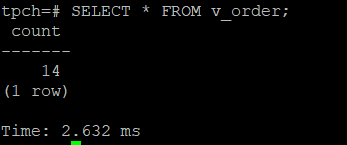 tpch=# SELECT * FROM v_order;
count
-------
14
(1 row)
Time: 2.632 ms